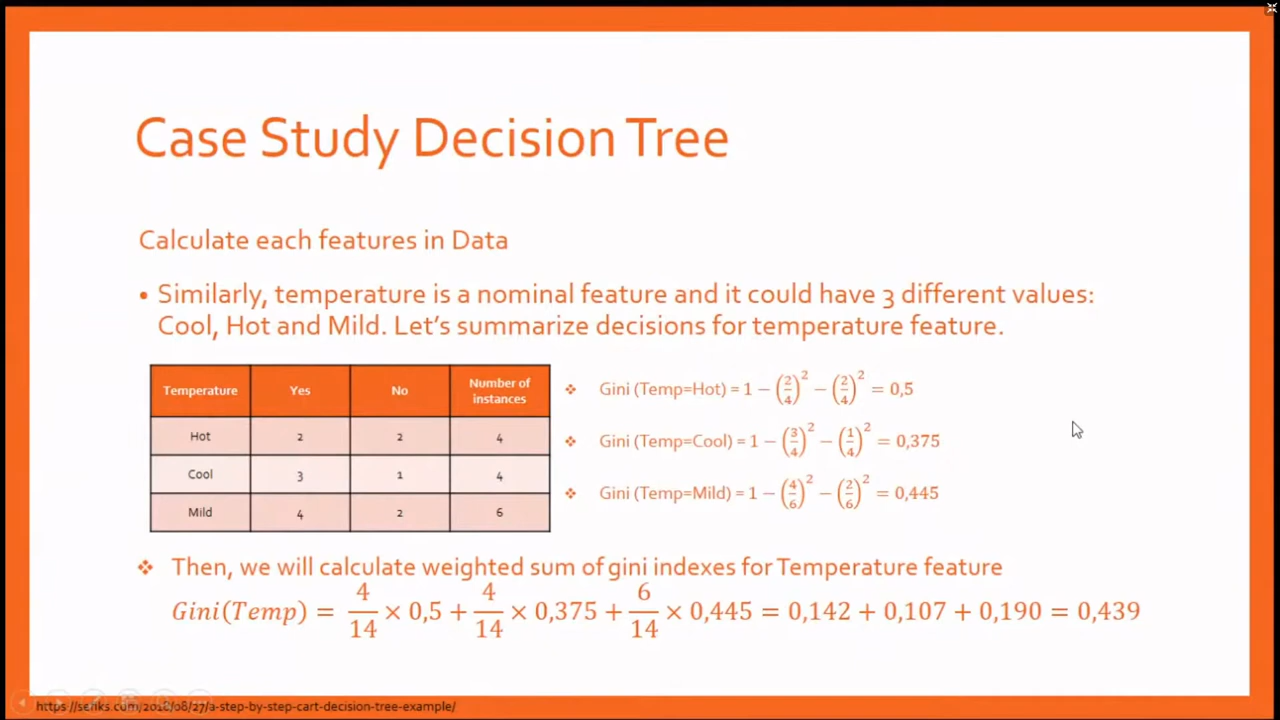 Case Study Decision Tree
Calculate each features in Data
• Similarly, temperature is a nominal feature and it could have 3 different values:
Cool, Hot and Mild. Let's summarize decisions for temperature feature.
Temperature Yes No Number of instances
Hot 2 2 4
Cool 3 1 4
Mild 4 2 6
❖ Gini (Temp=Hot) = 1 − (2/4)² − (2/4)² = 0,5
❖ Gini (Temp=Cool) = 1 − (3/4)² − (1/4)² = 0,375
❖ Gini (Temp=Mild) = 1 − (4/6)² − (2/6)² = 0,445
❖ Then, we will calculate weighted sum of gini indexes for Temperature feature
Gini(Temp) = 4/14 × 0,5 + 4/14 × 0,375 + 6/14 × 0,445 = 0,142 + 0,107 + 0,190 = 0,439
https://sefiks.com/2018/08/27/a-step-by-step-cart-decision-tree-example/